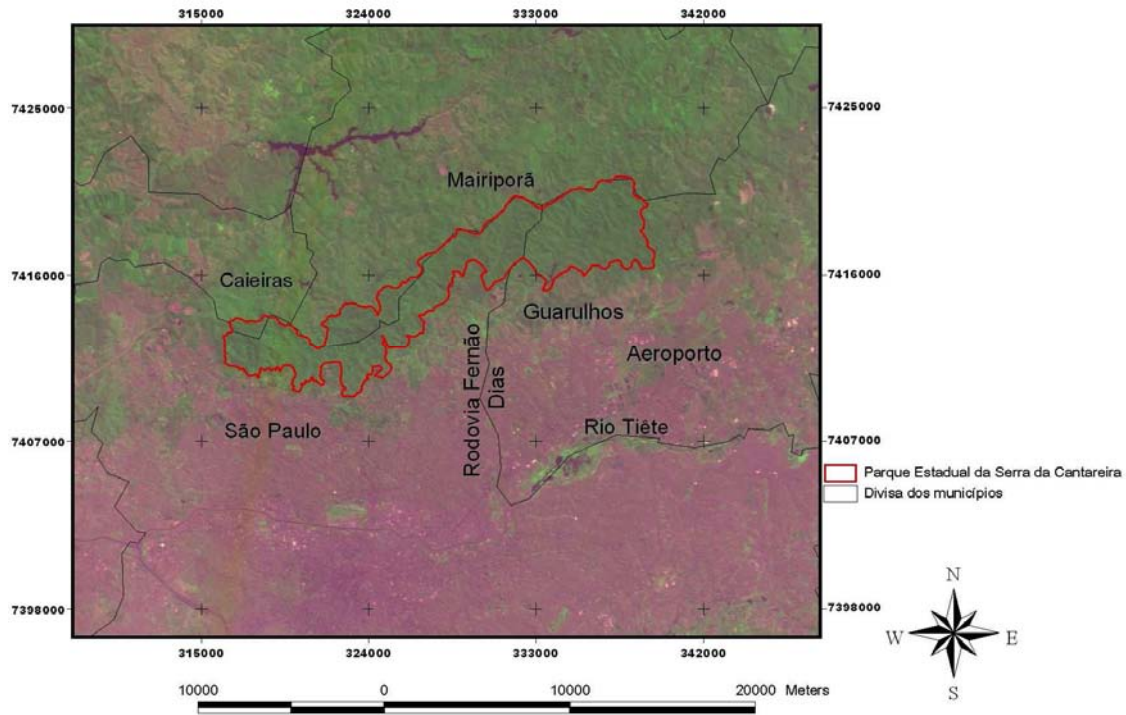 315000 324000 333000 342000
7425000 7425000
Mairiporã
7416000 7416000
Caieiras
Guarulhos
Aeroporto
Rodovia Fernão
Dias
Rio Tiête
São Paulo
7407000 7407000
Parque Estadual da Serra da Cantareira
Divisa dos municípios
7398000 7398000
315000 324000 333000 342000
N
W E
S
10000 0 10000 20000 Meters